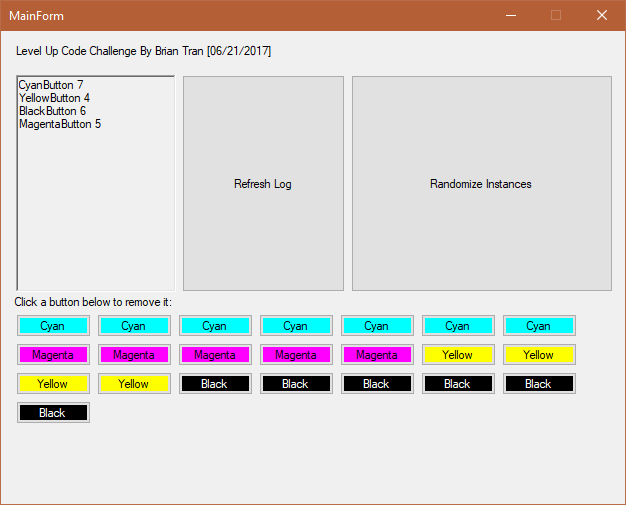 MainForm
Level Up Code Challenge By Brian Tran [06/21/2017]
CyanButton 7
YellowButton 4
BlackButton 6
MagentaButton 5
Refresh Log
Randomize Instances
Click a button below to remove it:
Cyan Cyan Cyan Cyan Cyan Cyan Cyan
Magenta Magenta Magenta Magenta Magenta Yellow Yellow
Yellow Yellow Black Black Black Black Black
Black